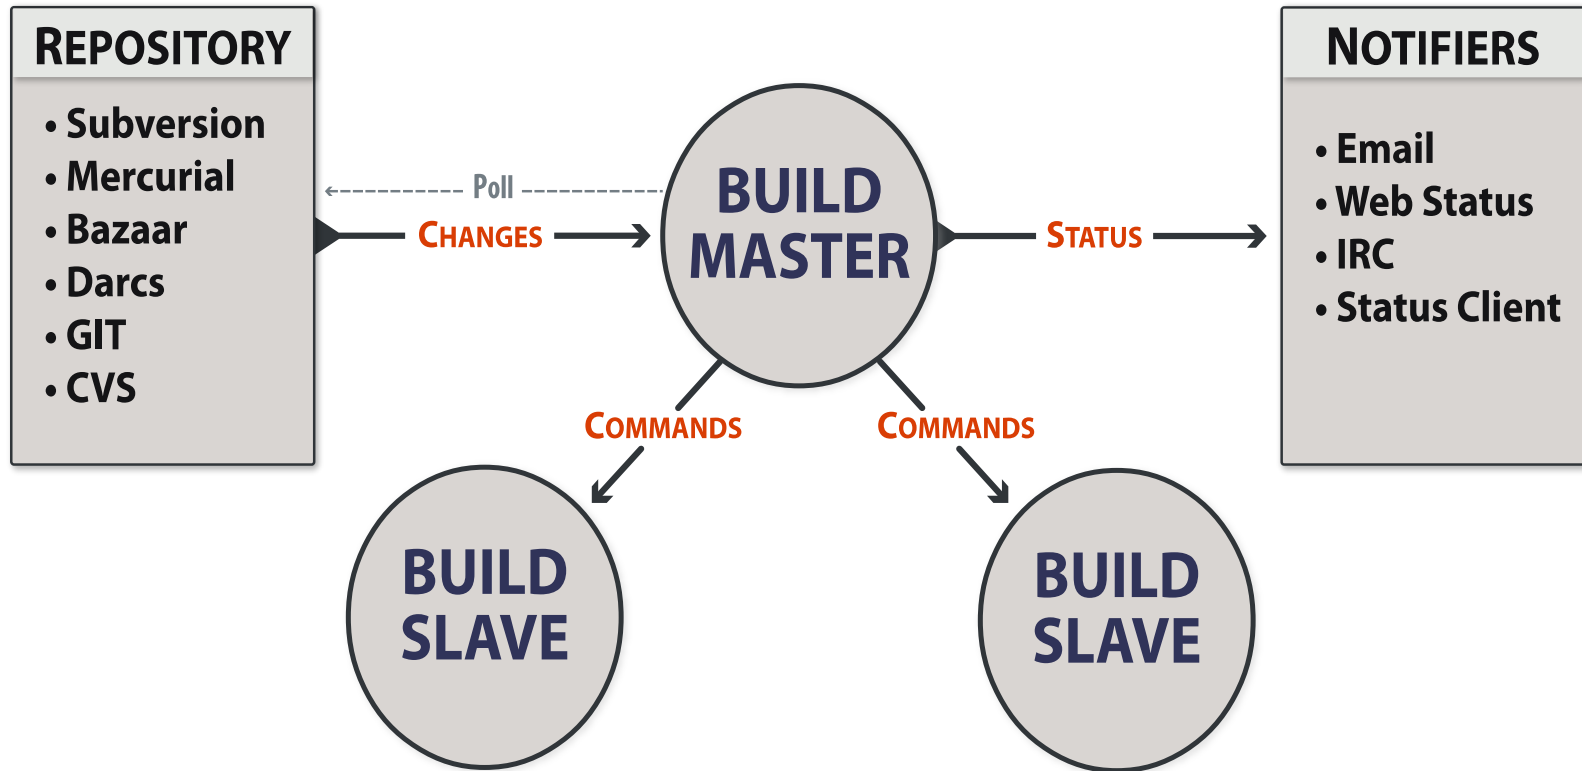 REPOSITORY
• Subversion
• Mercurial
• Bazaar
• Darcs
• GIT
• CVS
Poll
CHANGES
BUILD
MASTER
STATUS
NOTIFIERS
• Email
• Web Status
• IRC
• Status Client
COMMANDS
COMMANDS
BUILD
SLAVE
BUILD
SLAVE